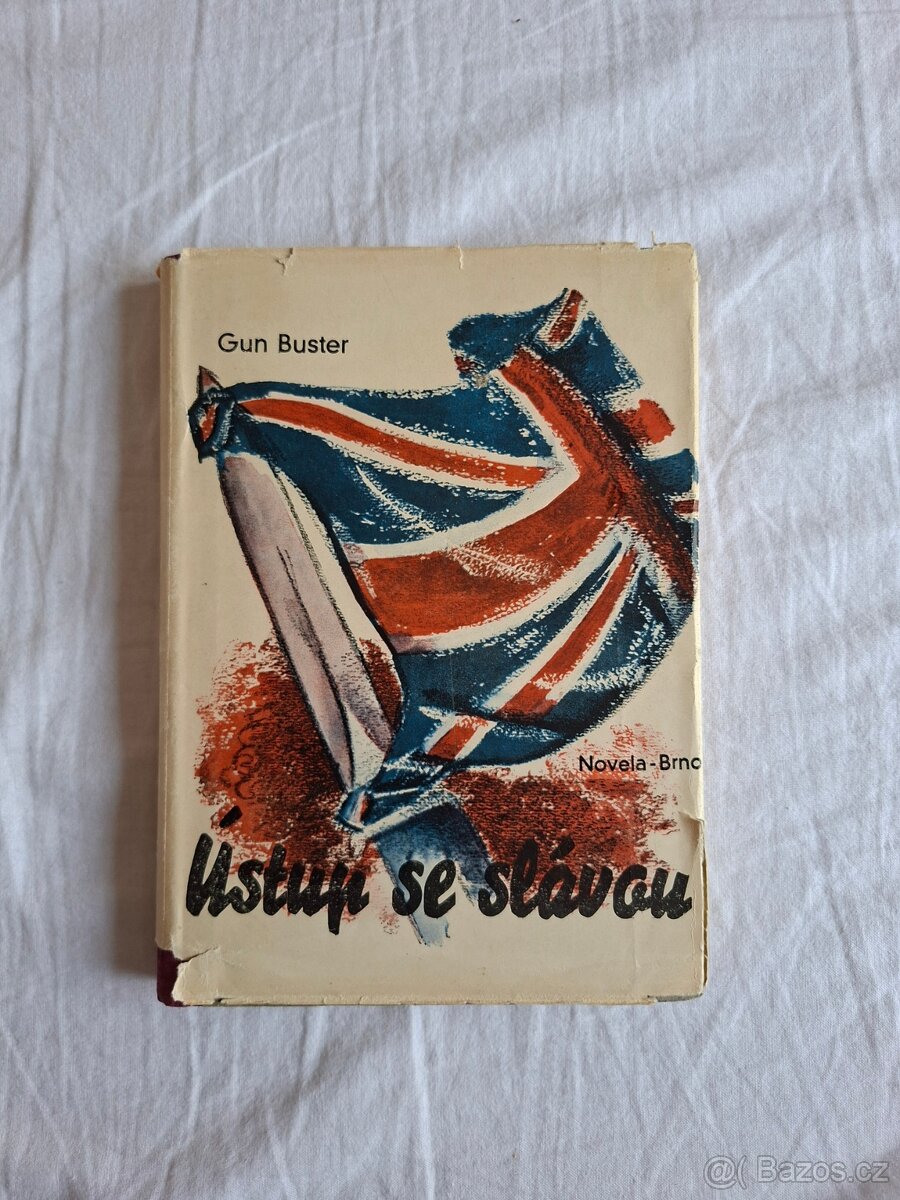 Gun Buster
Novela-Brno
Ústup se slávou
@( Bazos.cz